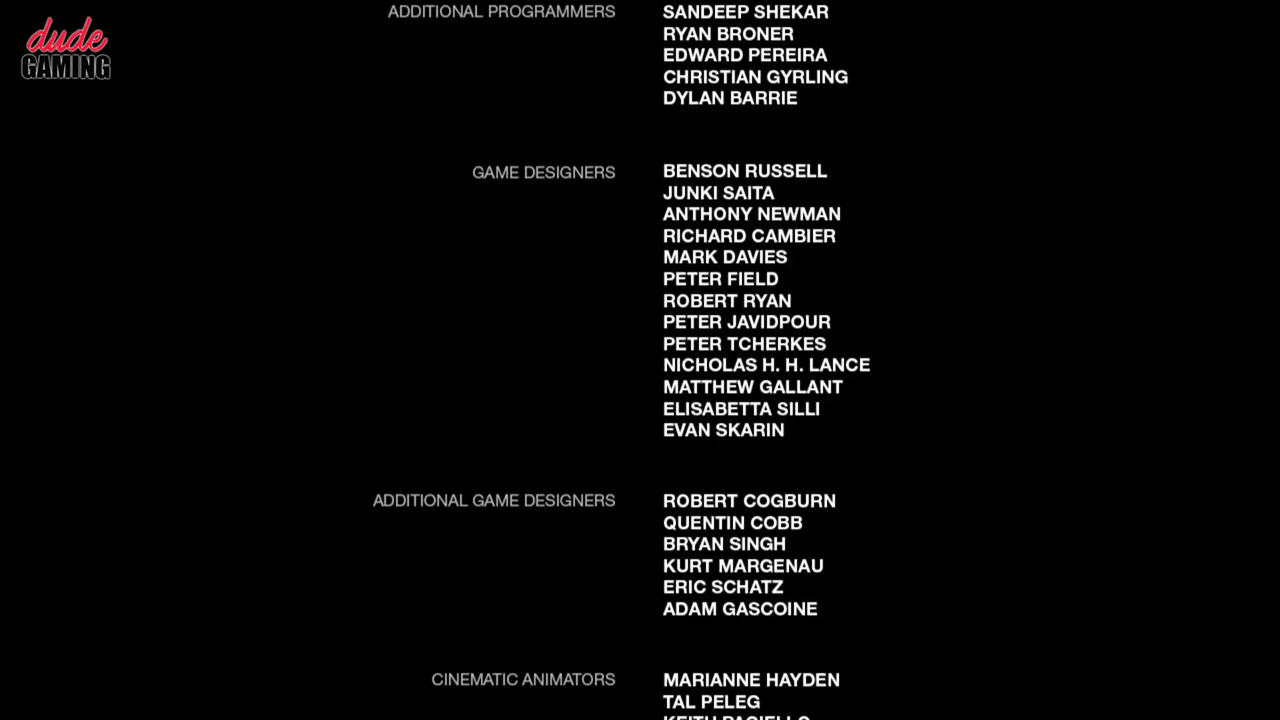 dude
GAMING
ADDITIONAL PROGRAMMERS SANDEEP SHEKAR
RYAN BRONER
EDWARD PEREIRA
CHRISTIAN GYRLING
DYLAN BARRIE
GAME DESIGNERS BENSON RUSSELL
JUNKI SAITA
ANTHONY NEWMAN
RICHARD CAMBIER
MARK DAVIES
PETER FIELD
ROBERT RYAN
PETER JAVIDPOUR
PETER TCHERKES
NICHOLAS H. H. LANCE
MATTHEW GALLANT
ELISABETTA SILLI
EVAN SKARIN
ADDITIONAL GAME DESIGNERS ROBERT COGBURN
QUENTIN COBB
BRYAN SINGH
KURT MARGENAU
ERIC SCHATZ
ADAM GASCOINE
CINEMATIC ANIMATORS MARIANNE HAYDEN
TAL PELEG